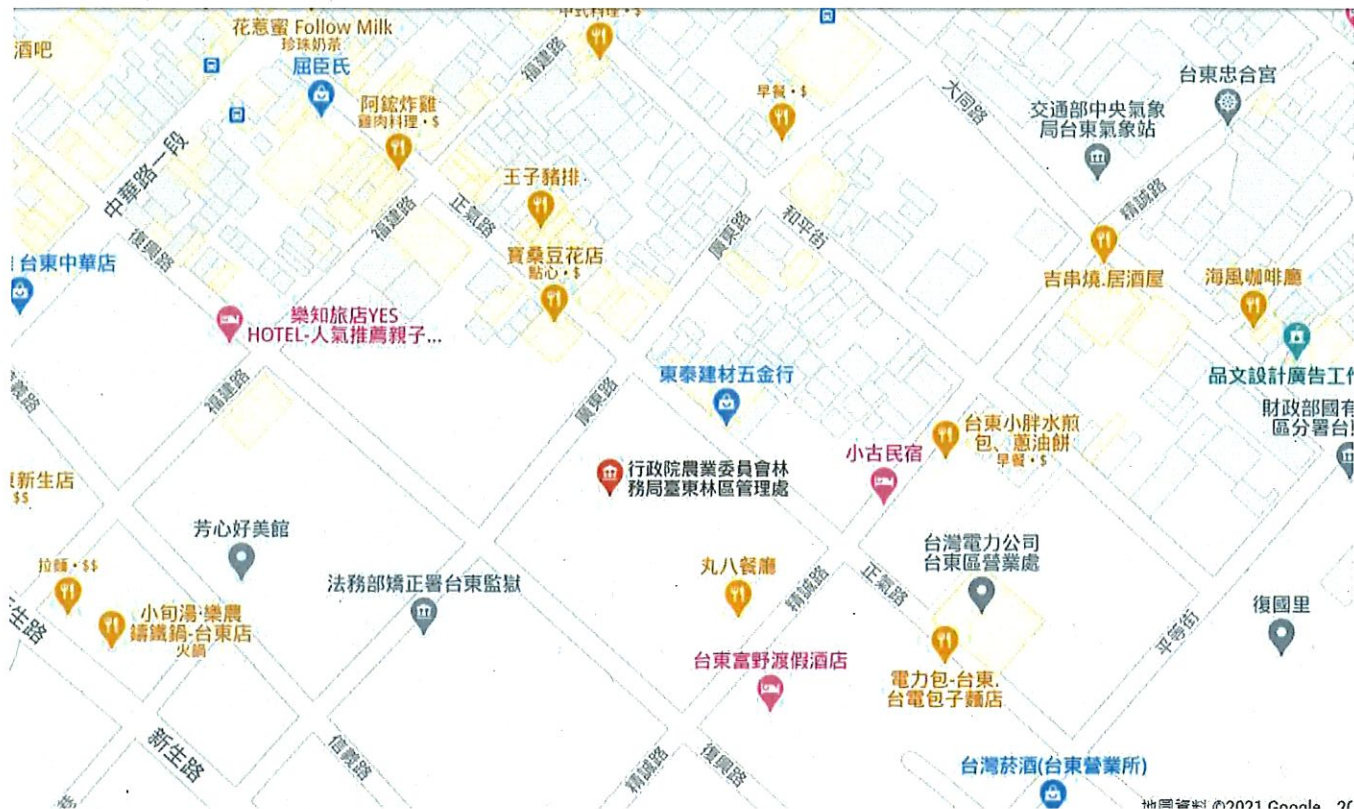 花惹蜜 Follow Milk
珍珠奶茶
中式料理・$
酒吧
屈臣氏
福建路
阿鋐炸雞
雞肉料理・$
早餐・$
大同路
台東忠合宮
交通部中央氣象
局台東氣象站
中華路一段
王子豬排
正氣路
福建路
復興路
廣東路
和平街
精誠路
寶桑豆花店
點心・$
台東中華店
吉串燒.居酒屋
海風咖啡廳
樂知旅店YES
HOTEL-人氣推薦親子...
福建路
廣東路
東泰建材五金行
品文設計廣告工作
財政部國有
區分署台東
台東小胖水煎
包、蔥油餅
早餐・$
小古民宿
行政院農業委員會林
務局臺東林區管理處
新生店
$$
芳心好美館
台灣電力公司
台東區營業處
拉麵・$$
法務部矯正署台東監獄
丸八餐廳
精誠路
正氣路
復國里
小旬湯·樂農
鑄鐵鍋-台東店
火鍋
生路
平等街
台東富野渡假酒店
電力包-台東.
台電包子麵店
新生路
信義路
精誠路
復興路
台灣菸酒(台東營業所)
巷
地圖資料 ©2021 Google 20